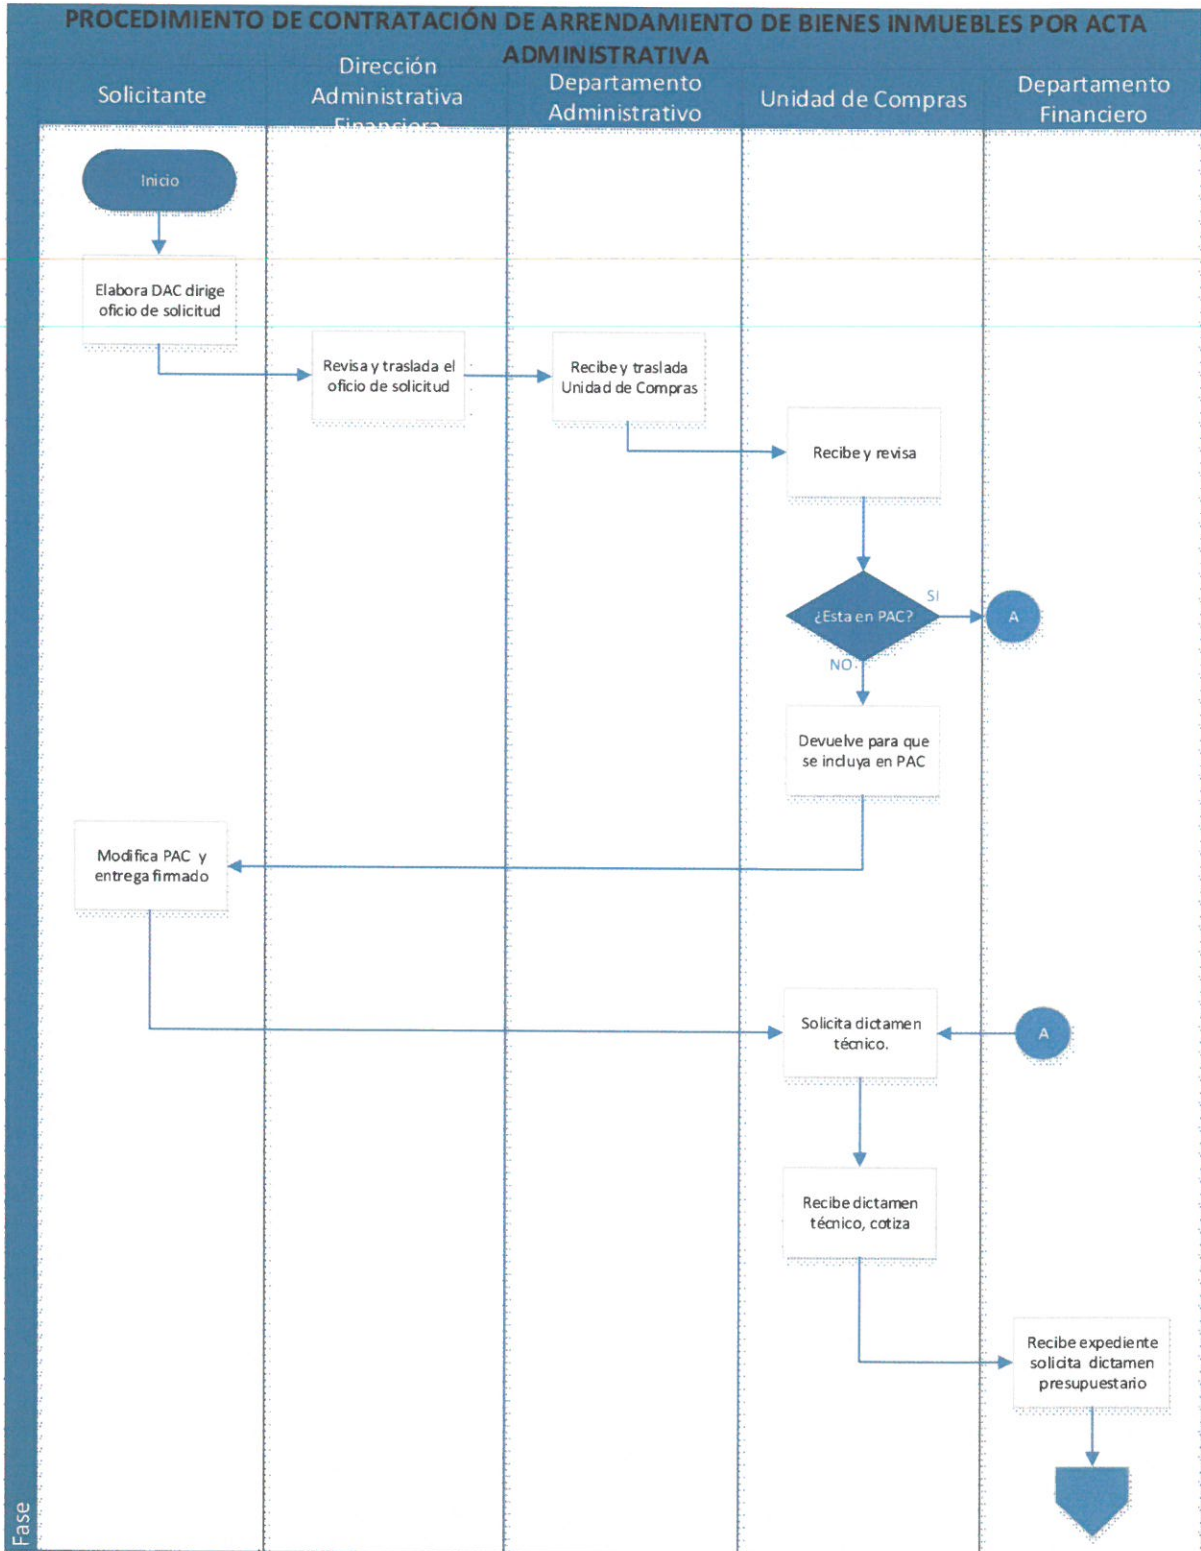 PROCEDIMIENTO DE CONTRATACIÓN DE ARRENDAMIENTO DE BIENES INMUEBLES POR ACTA
ADMINISTRATIVA
Solicitante
Dirección
Administrativa
Financiera
Departamento
Administrativo
Unidad de Compras
Departamento
Financiero
Inicio
Elabora DAC dirige
oficio de solicitud
Revisa y traslada el
oficio de solicitud
Recibe y traslada
Unidad de Compras
Recibe y revisa
¿Esta en PAC?
SI
A
NO
Devuelve para que
se incluya en PAC
Modifica PAC y
entrega firmado
Solicita dictamen
técnico.
A
Recibe dictamen
técnico, cotiza
Recibe expediente
solicita dictamen
presupuestario
Fase